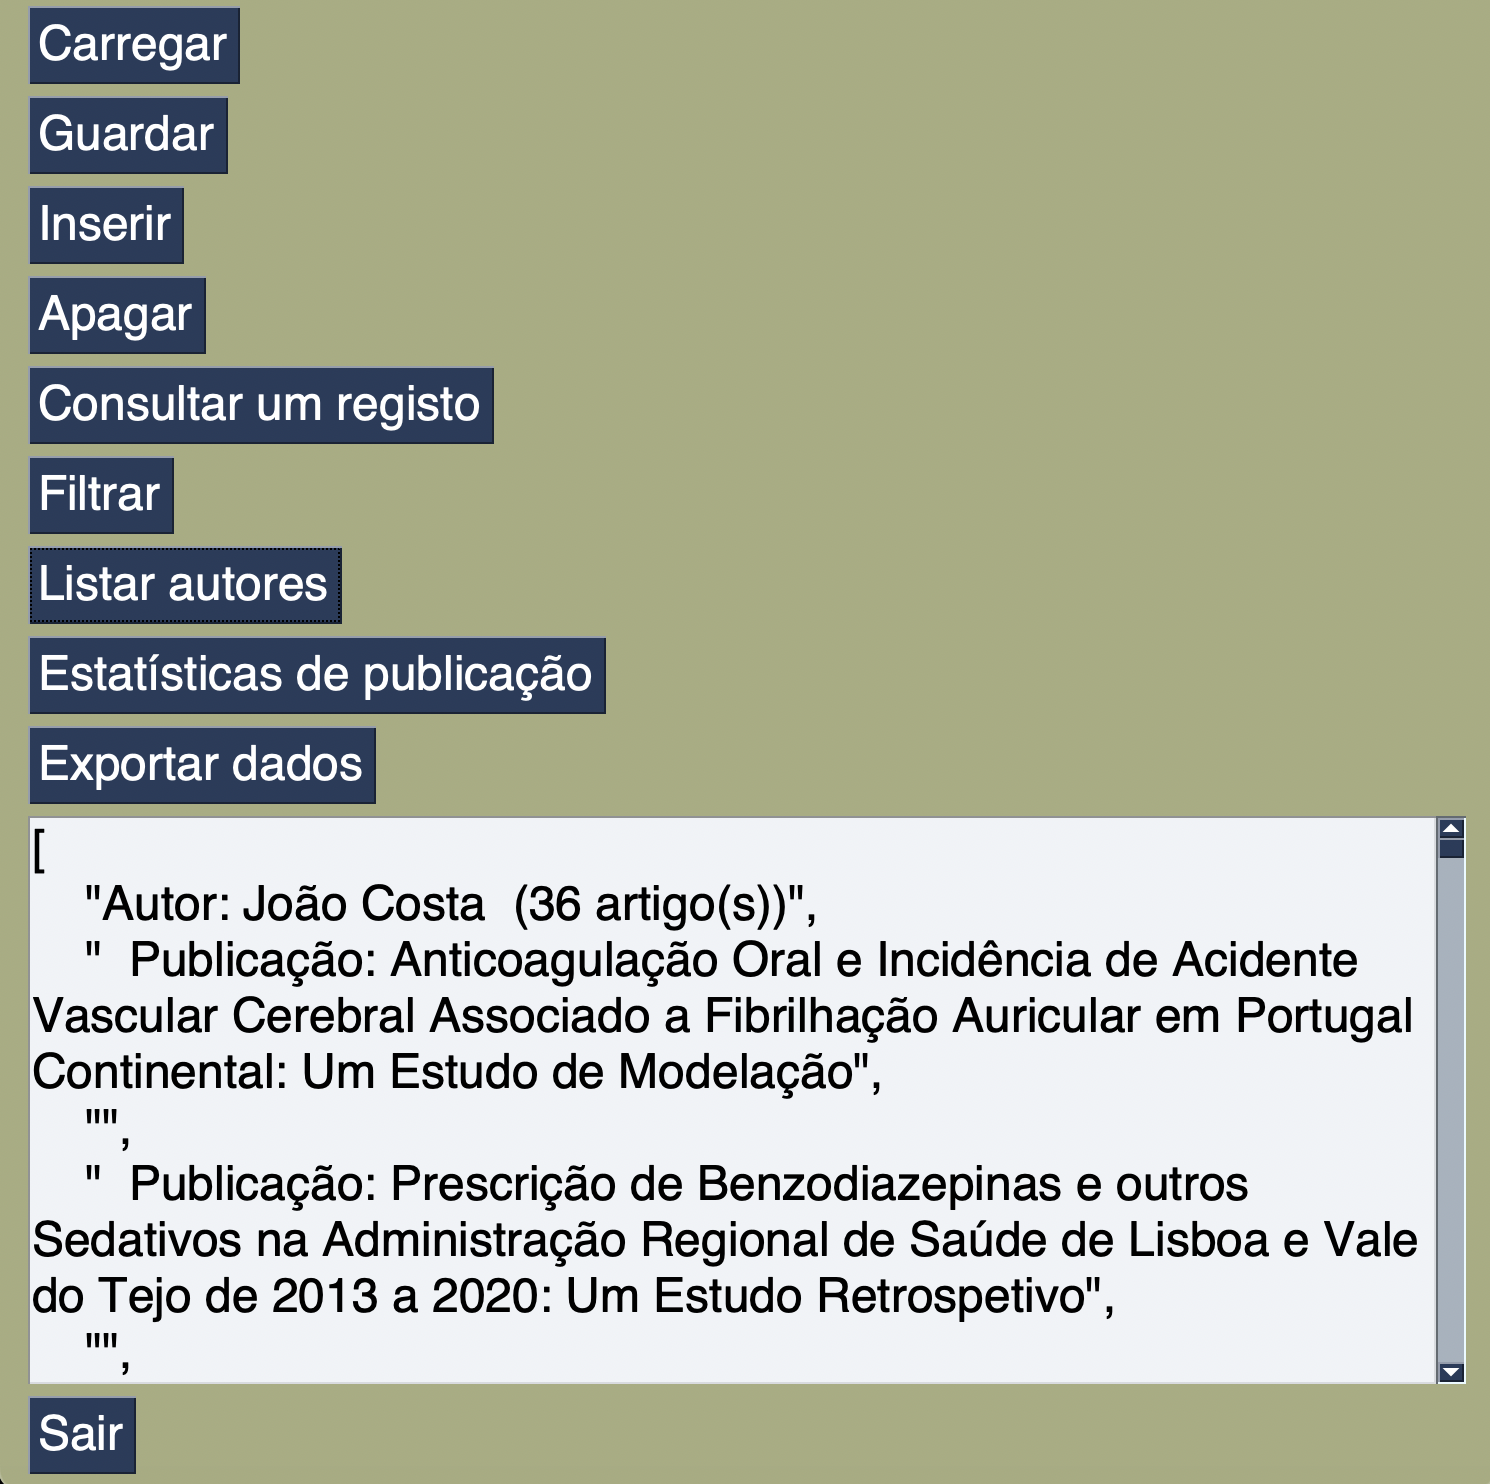 Carregar
Guardar
Inserir
Apagar
Consultar um registo
Filtrar
Listar autores
Estatísticas de publicação
Exportar dados
[
    "Autor: João Costa  (36 artigo(s))",
    "  Publicação: Anticoagulação Oral e Incidência de Acidente
Vascular Cerebral Associado a Fibrilhação Auricular em Portugal
Continental: Um Estudo de Modelação",
    "",
    "  Publicação: Prescrição de Benzodiazepinas e outros
Sedativos na Administração Regional de Saúde de Lisboa e Vale
do Tejo de 2013 a 2020: Um Estudo Retrospetivo",
    "",
Sair